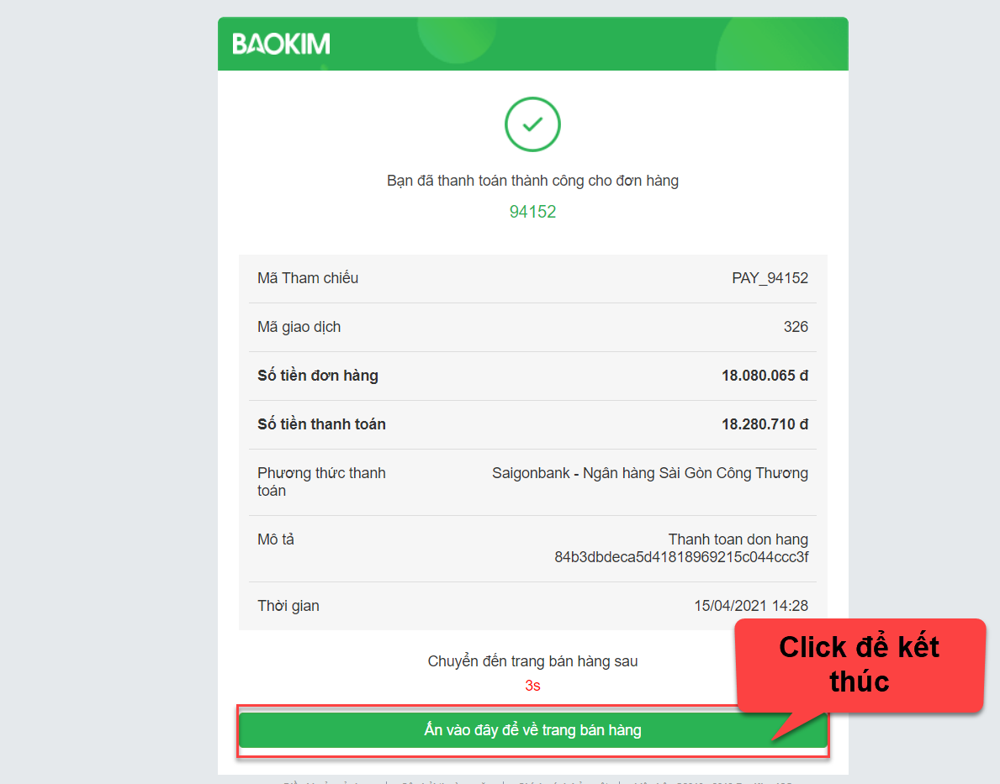 BAOKIM
Bạn đã thanh toán thành công cho đơn hàng
94152
Mã Tham chiếu PAY_94152
Mã giao dịch 326
Số tiền đơn hàng 18.080.065 đ
Số tiền thanh toán 18.280.710 đ
Phương thức thanh Saigonbank - Ngân hàng Sài Gòn Công Thương
toán
Mô tả Thanh toan don hang
84b3dbdeca5d41818969215c044ccc3f
Thời gian 15/04/2021 14:28
Click để kết
thúc
Chuyển đến trang bán hàng sau
3s
Ấn vào đây để về trang bán hàng